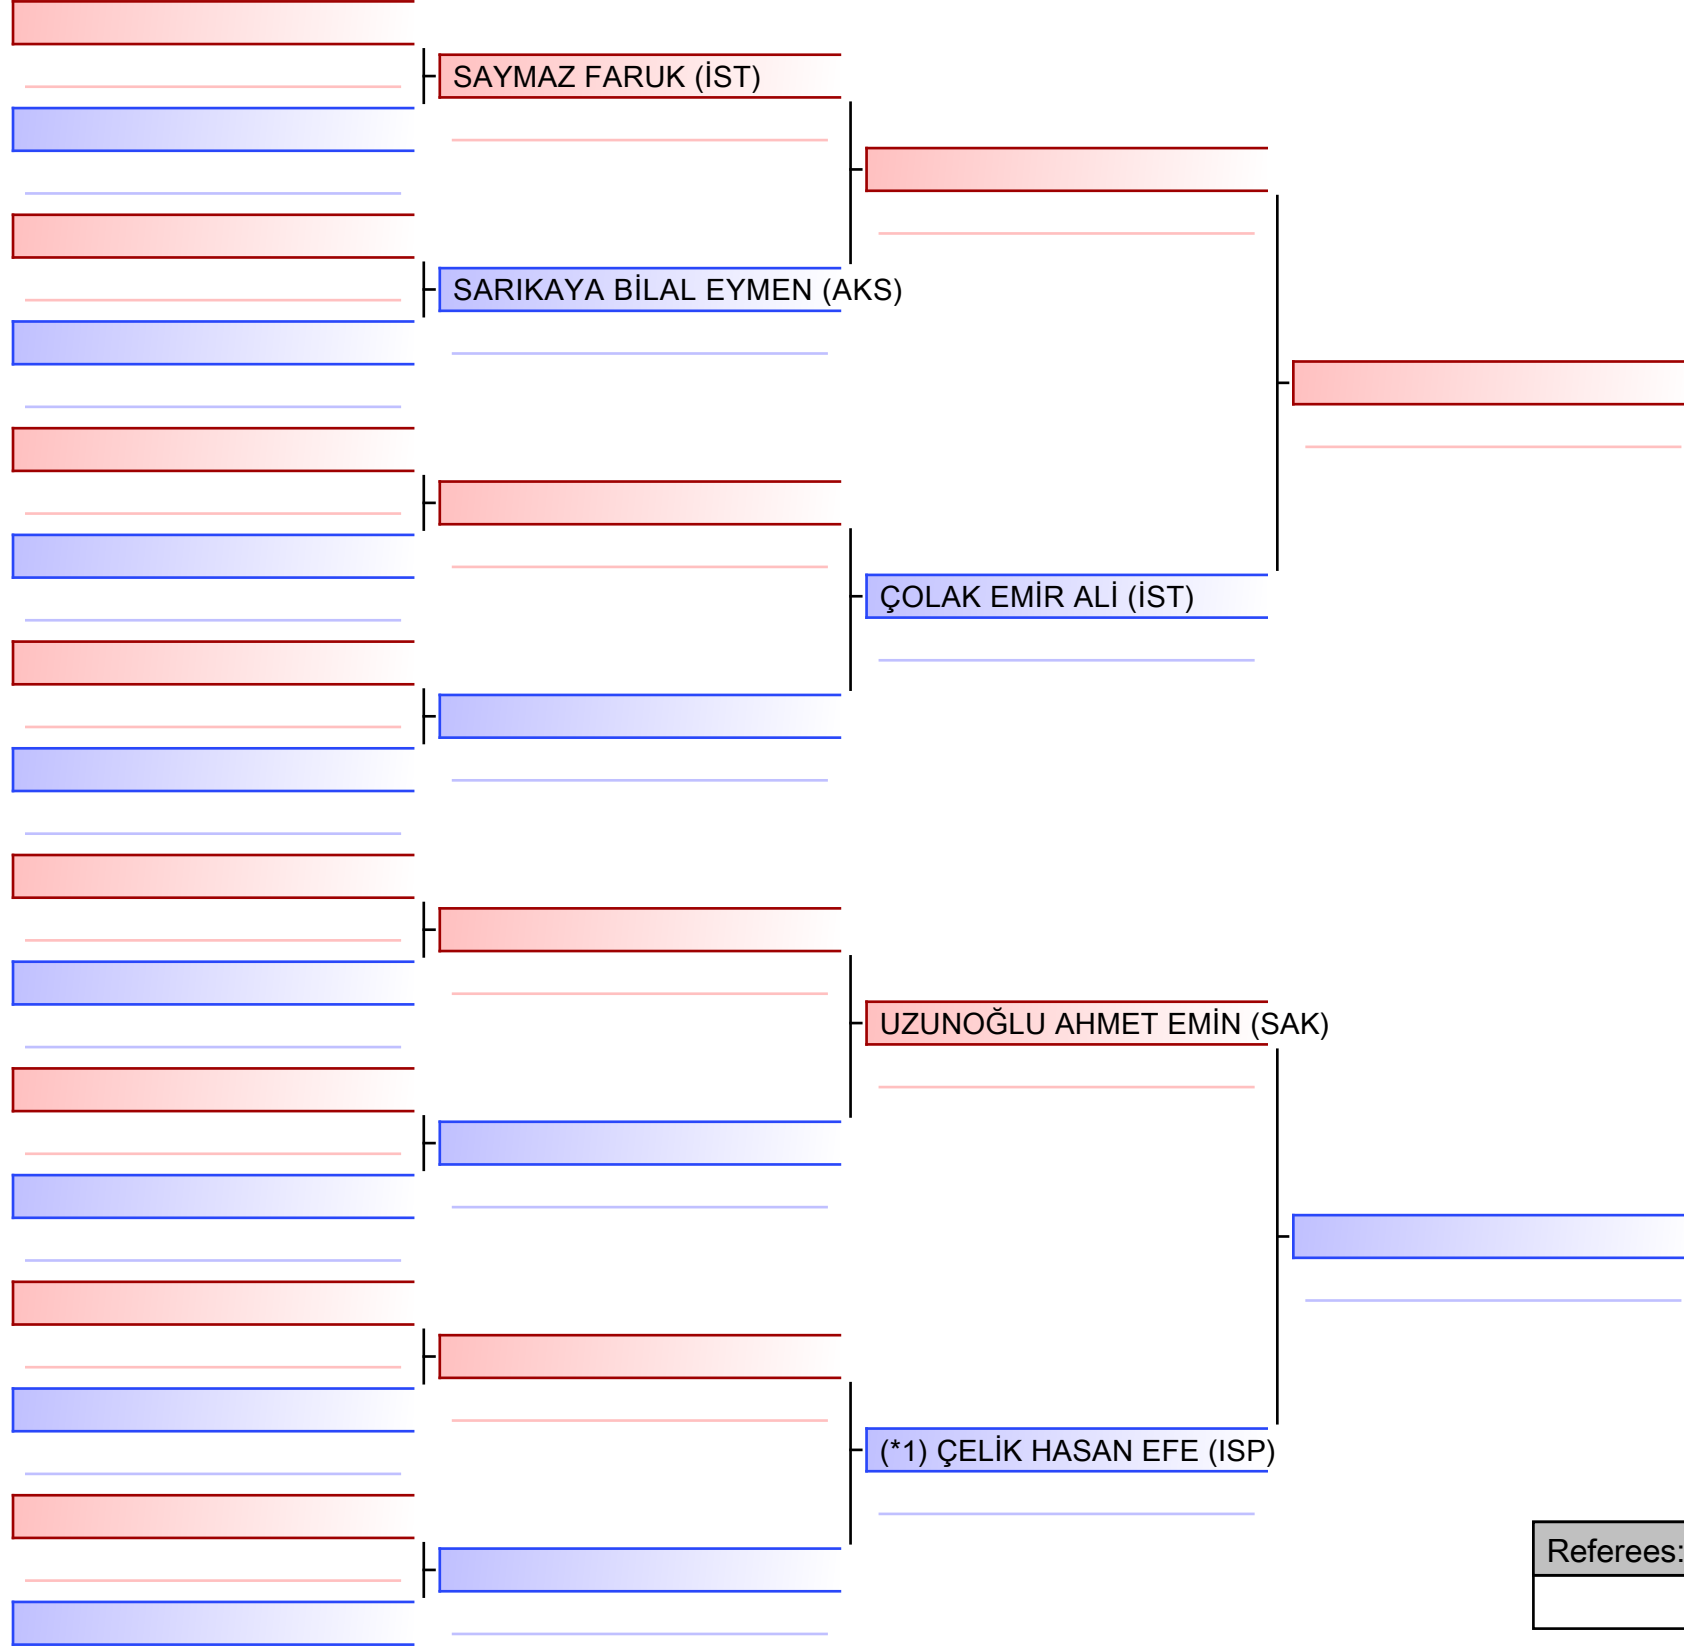 SAYMAZ FARUK (İST)
SARIKAYA BİLAL EYMEN (AKS)
ÇOLAK EMİR ALİ (İST)
UZUNOĞLU AHMET EMİN (SAK)
(*1) ÇELİK HASAN EFE (ISP)
Referees: